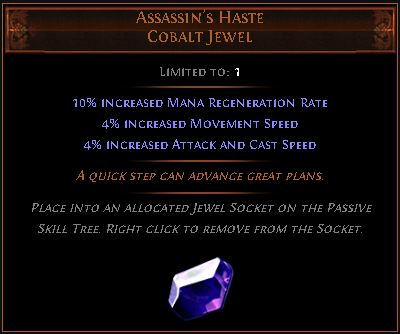 Assassin's Haste
Cobalt Jewel
Limited to: 1
10% increased Mana Regeneration Rate
4% increased Movement Speed
4% increased Attack and Cast Speed
A quick step can advance great plans.
Place into an allocated Jewel Socket on the Passive
Skill Tree. Right click to remove from the Socket.